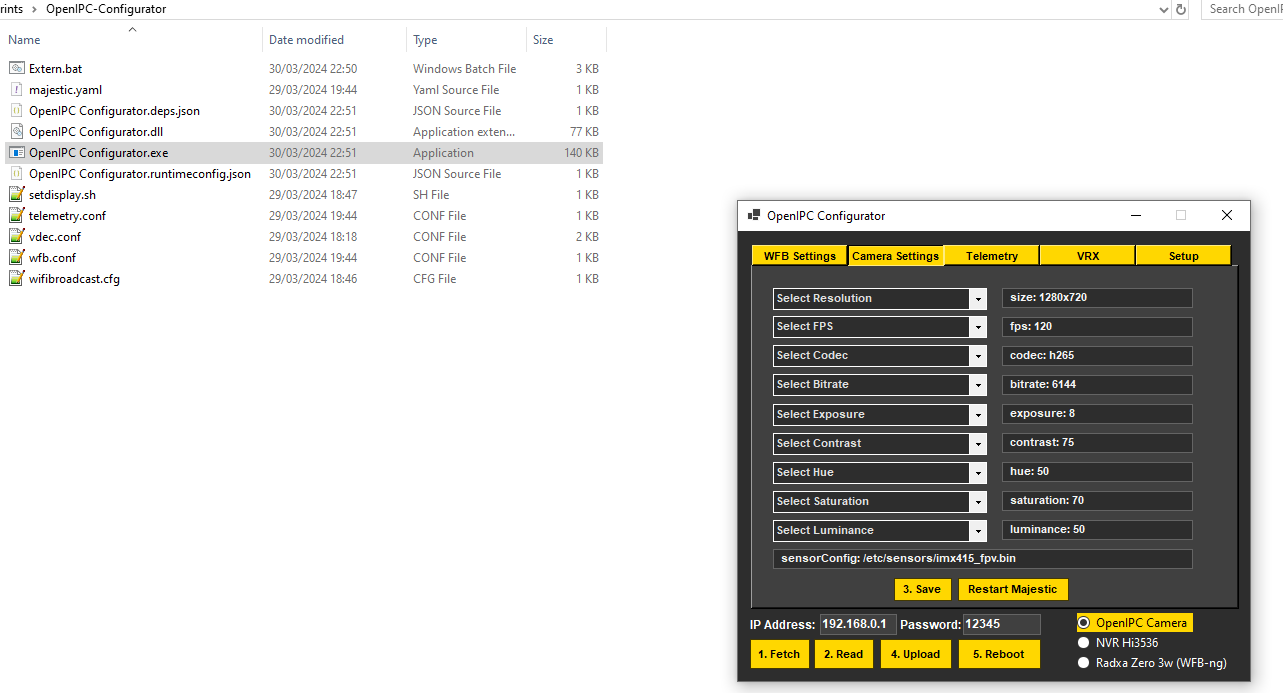 rints > OpenIPC-Configurator
Search OpenIP
Name Date modified Type Size
Extern.bat 30/03/2024 22:50 Windows Batch File 3 KB
majestic.yaml 29/03/2024 19:44 Yaml Source File 1 KB
OpenIPC Configurator.deps.json 30/03/2024 22:51 JSON Source File 1 KB
OpenIPC Configurator.dll 30/03/2024 22:51 Application exten... 77 KB
OpenIPC Configurator.exe 30/03/2024 22:51 Application 140 KB
OpenIPC Configurator.runtimeconfig.json 30/03/2024 22:51 JSON Source File 1 KB
setdisplay.sh 29/03/2024 18:47 SH File 1 KB
telemetry.conf 29/03/2024 19:44 CONF File 1 KB
vdec.conf 29/03/2024 18:18 CONF File 2 KB
wfb.conf 29/03/2024 19:44 CONF File 1 KB
wifibroadcast.cfg 29/03/2024 18:46 CFG File 1 KB
OpenIPC Configurator
WFB Settings Camera Settings Telemetry VRX Setup
Select Resolution size: 1280x720
Select FPS fps: 120
Select Codec codec: h265
Select Bitrate bitrate: 6144
Select Exposure exposure: 8
Select Contrast contrast: 75
Select Hue hue: 50
Select Saturation saturation: 70
Select Luminance luminance: 50
sensorConfig: /etc/sensors/imx415_fpv.bin
3. Save Restart Majestic
IP Address: 192.168.0.1 Password: 12345
1. Fetch 2. Read 4. Upload 5. Reboot
OpenIPC Camera
NVR Hi3536
Radxa Zero 3w (WFB-ng)